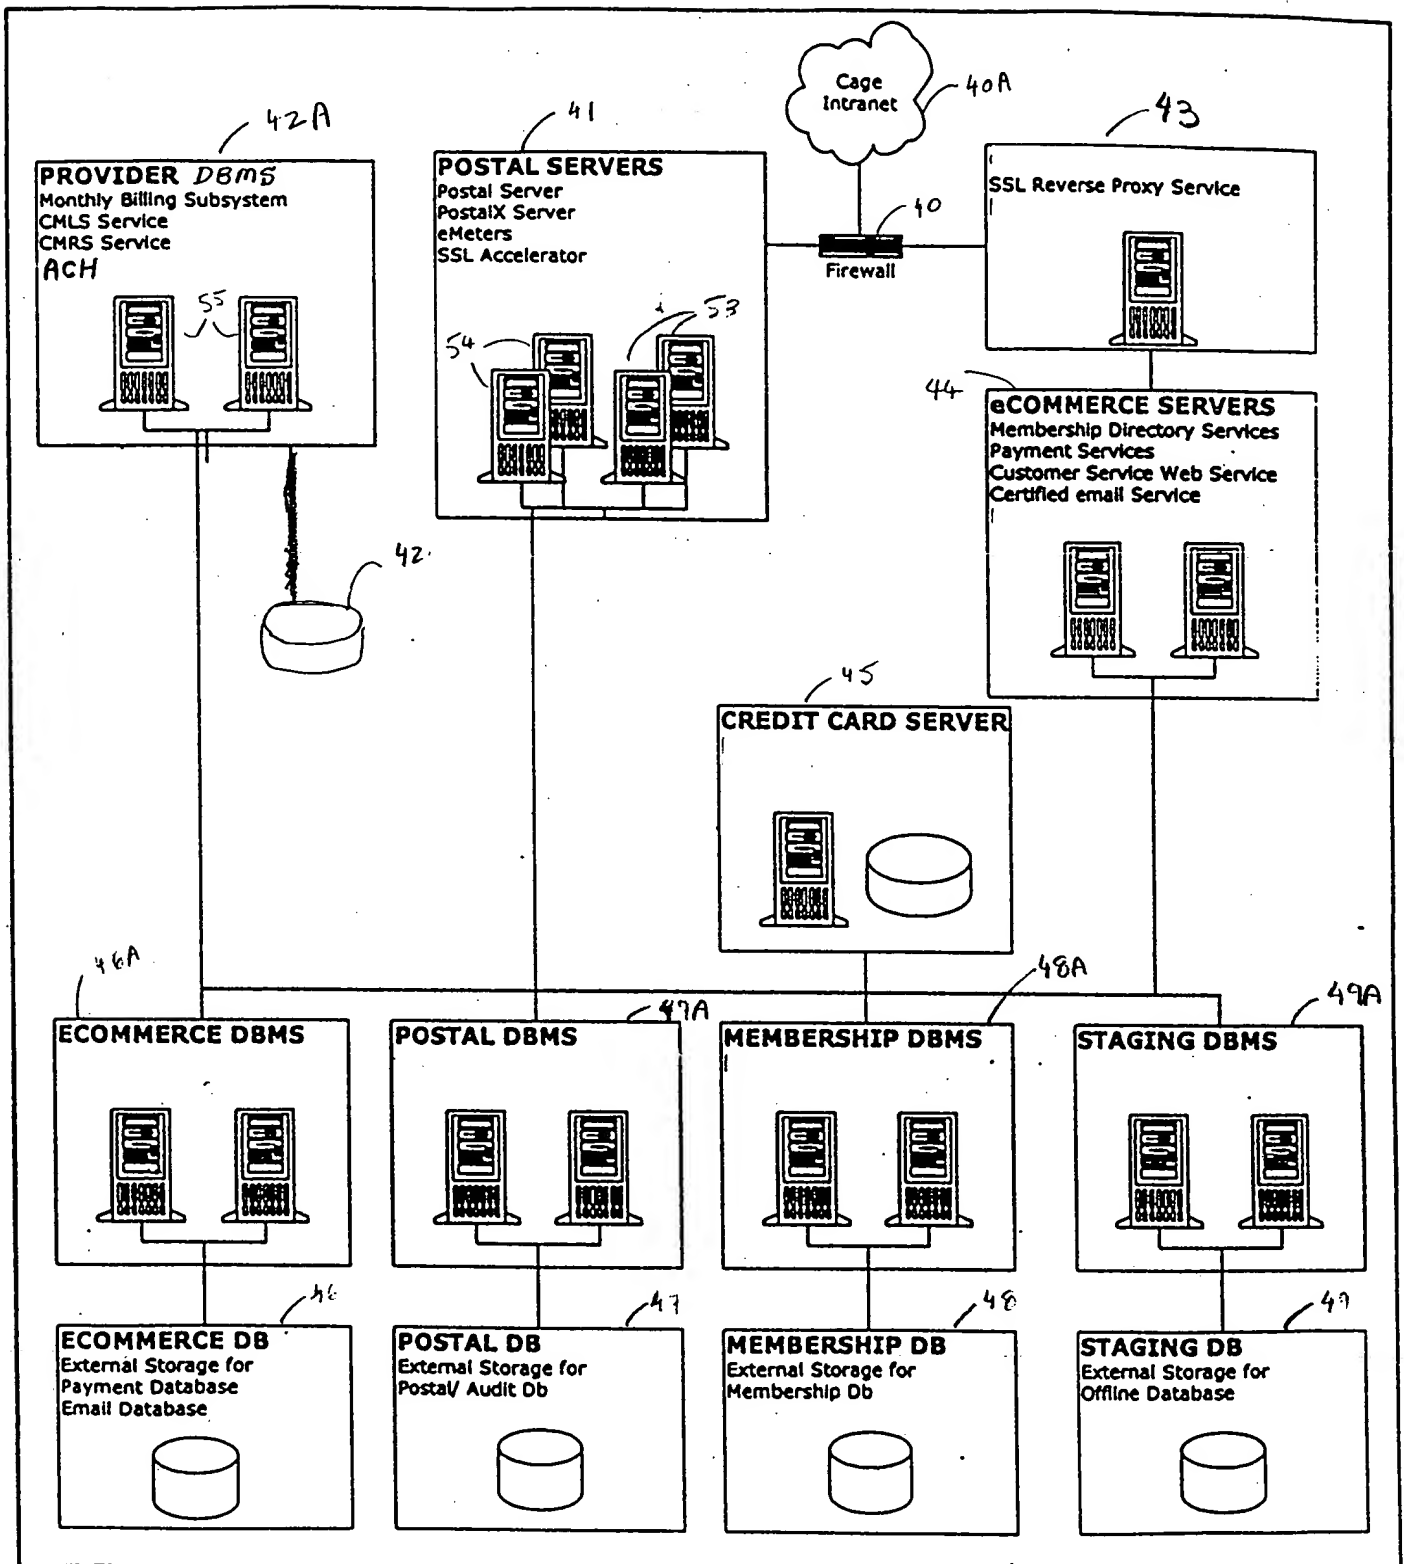 Cage
Intranet
40A
42A
41
43
PROVIDER DBMS
Monthly Billing Subsystem
CMLS Service
CMRS Service
ACH
55
POSTAL SERVERS
Postal Server
PostalX Server
eMeters
SSL Accelerator
54
53
40
Firewall
SSL Reverse Proxy Service
44
eCOMMERCE SERVERS
Membership Directory Services
Payment Services
Customer Service Web Service
Certified email Service
42
45
CREDIT CARD SERVER
46A
ECOMMERCE DBMS
47A
POSTAL DBMS
48A
MEMBERSHIP DBMS
49A
STAGING DBMS
46
ECOMMERCE DB
External Storage for
Payment Database
Email Database
47
POSTAL DB
External Storage for
Postal/ Audit Db
48
MEMBERSHIP DB
External Storage for
Membership Db
49
STAGING DB
External Storage for
Offline Database